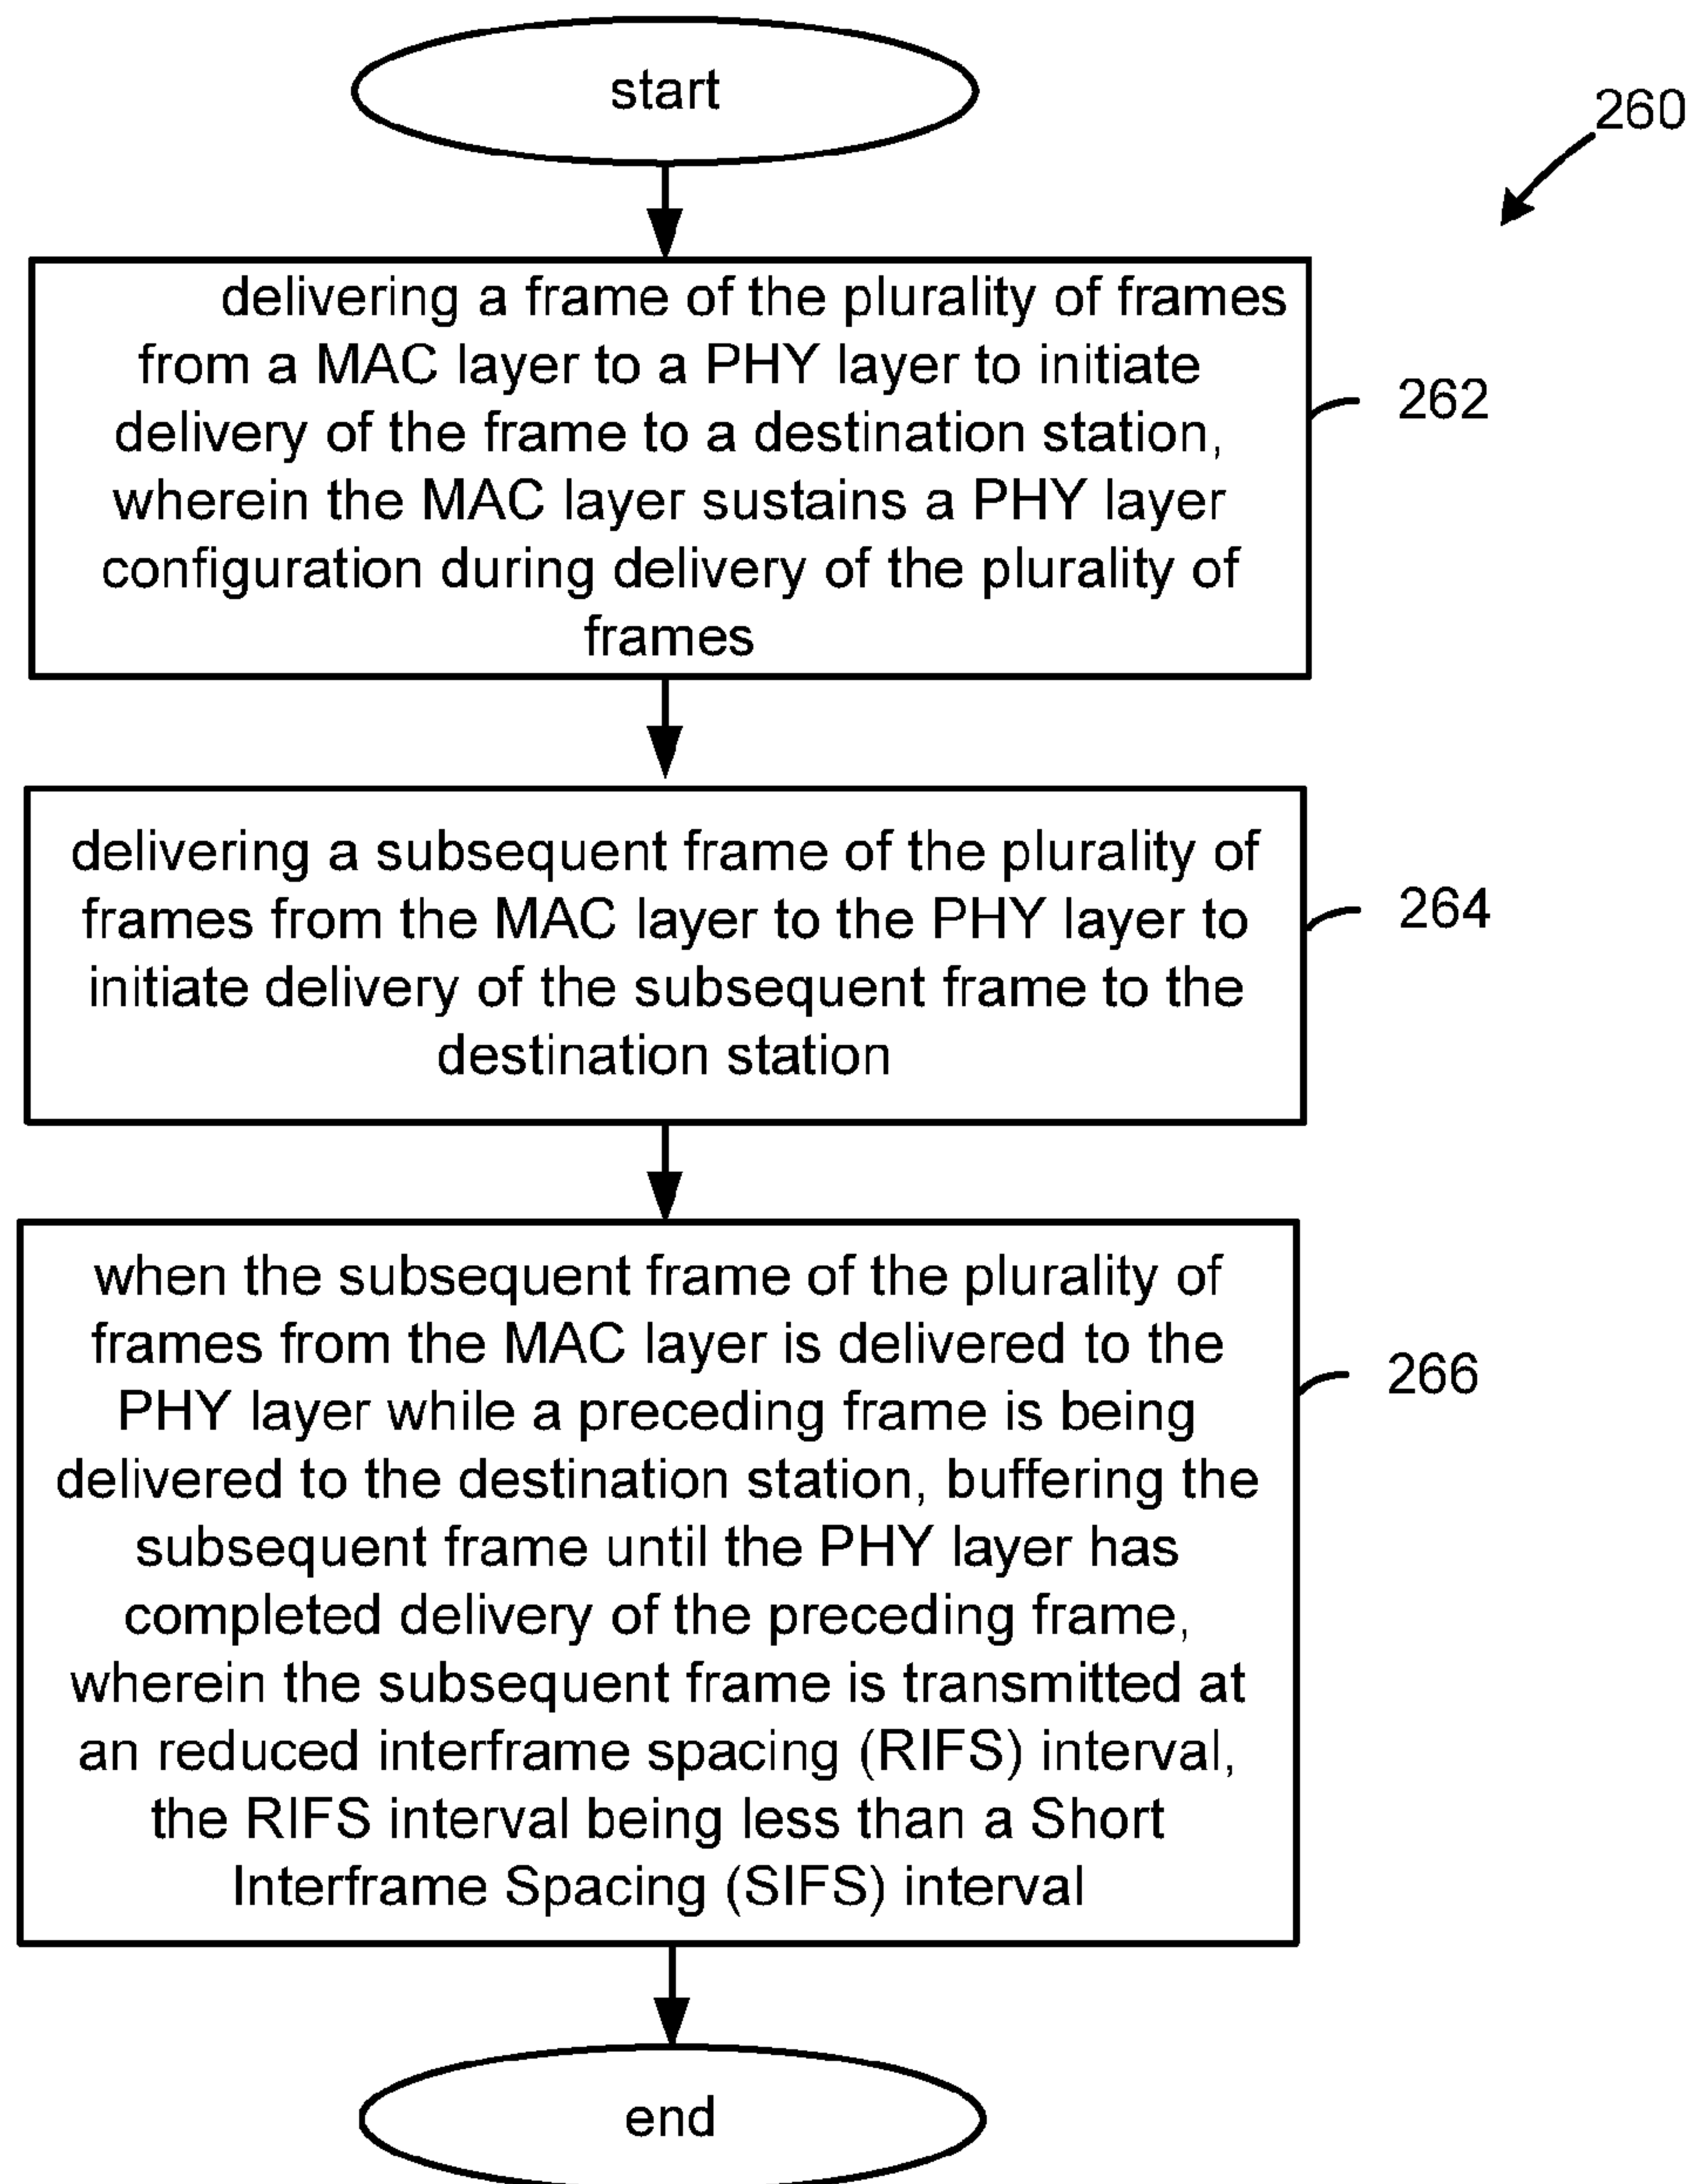 start
260
delivering a frame of the plurality of frames
from a MAC layer to a PHY layer to initiate
delivery of the frame to a destination station,
wherein the MAC layer sustains a PHY layer
configuration during delivery of the plurality of
frames
262
delivering a subsequent frame of the plurality of
frames from the MAC layer to the PHY layer to
initiate delivery of the subsequent frame to the
destination station
264
when the subsequent frame of the plurality of
frames from the MAC layer is delivered to the
PHY layer while a preceding frame is being
delivered to the destination station, buffering the
subsequent frame until the PHY layer has
completed delivery of the preceding frame,
wherein the subsequent frame is transmitted at
an reduced interframe spacing (RIFS) interval,
the RIFS interval being less than a Short
Interframe Spacing (SIFS) interval
266
end